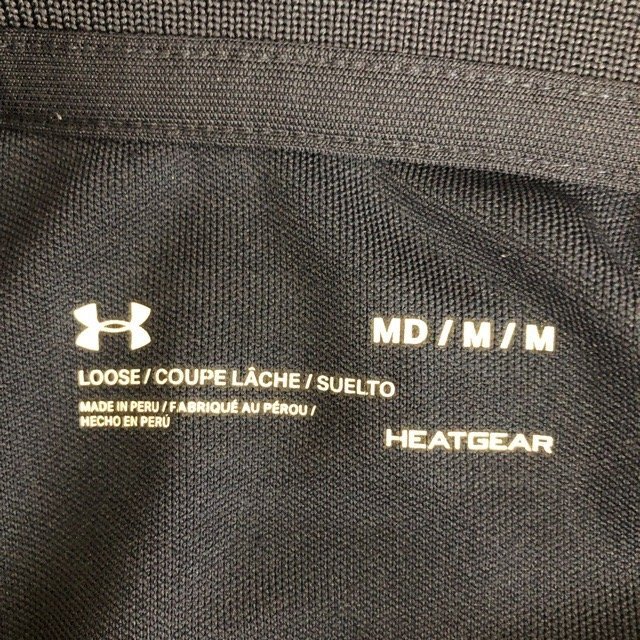 MD / M / M
LOOSE / COUPE LÂCHE / SUELTO
MADE IN PERU / FABRIQUÉ AU PÉROU /
HECHO EN PERÚ
HEATGEAR